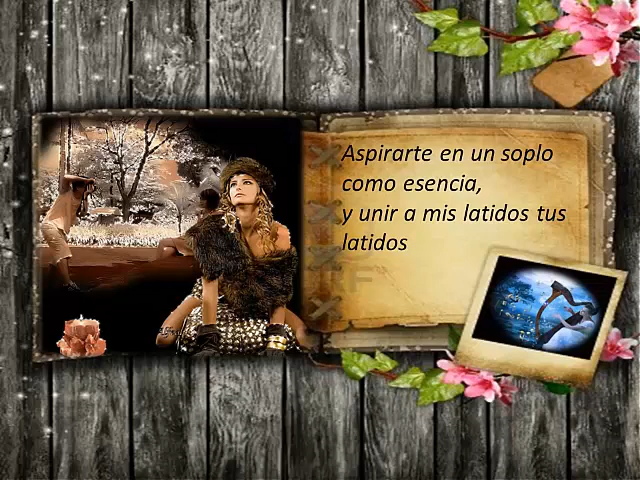 Aspirarte en un soplo
como esencia,
y unir a mis latidos tus
latidos